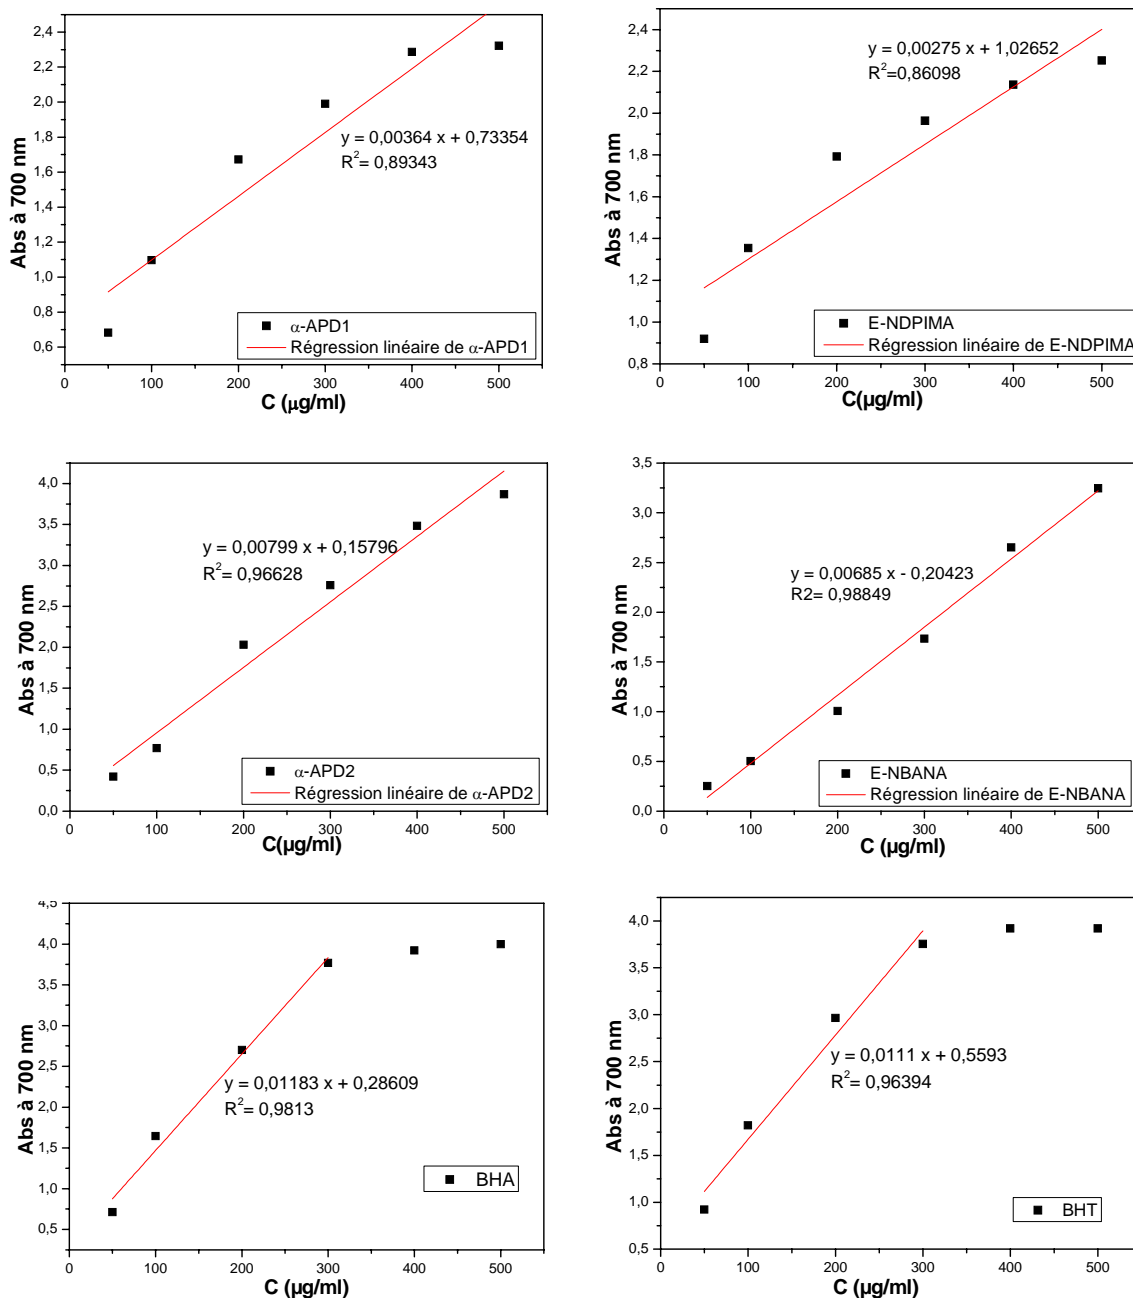 2,4
2,2
2,0
1,8
1,6
1,4
1,2
1,0
0,8
0,6
Abs à 700 nm
y = 0,00364 x + 0,73354
R2= 0,89343
α-APD1
Régression linéaire de α-APD1
0 100 200 300 400 500
C (µg/ml)
2,4
2,0
1,6
1,2
0,8
Abs à 700 nm
y = 0,00275 x + 1,02652
R2=0,86098
E-NDPIMA
Régression linéaire de E-NDPIMA
0 100 200 300 400 500
C(µg/ml)
4,0
3,5
3,0
2,5
2,0
1,5
1,0
0,5
0,0
Abs à 700 nm
y = 0,00799 x + 0,15796
R2= 0,96628
α-APD2
Régression linéaire de α-APD2
0 100 200 300 400 500
C(µg/ml)
3,5
3,0
2,5
2,0
1,5
1,0
0,5
0,0
Abs à 700 nm
y = 0,00685 x - 0,20423
R2= 0,98849
E-NBANA
Régression linéaire de E-NBANA
0 100 200 300 400 500
C (µg/ml)
4,5
4,0
3,5
3,0
2,5
2,0
1,5
1,0
0,5
Abs à 700 nm
y = 0,01183 x + 0,28609
R2= 0,9813
BHA
0 100 200 300 400 500
C (µg/ml)
4,0
3,5
3,0
2,5
2,0
1,5
1,0
0,5
Abs à 700 nm
y = 0,0111 x + 0,5593
R2= 0,96394
BHT
0 100 200 300 400 500
C (µg/ml)